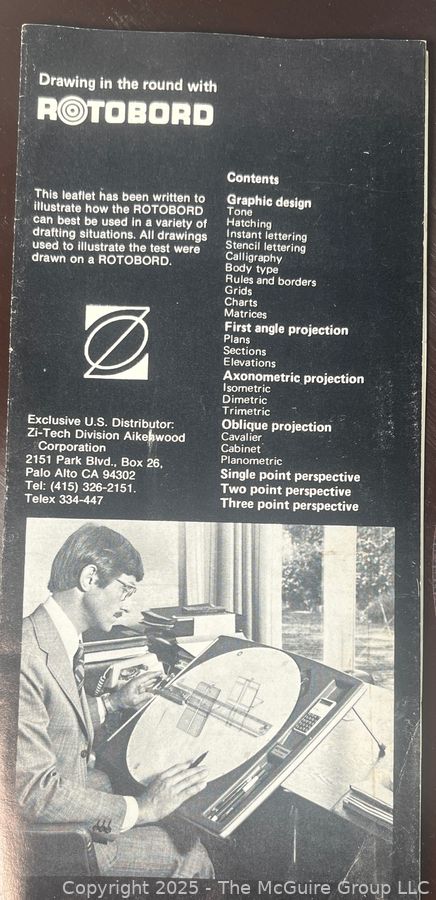 Drawing in the round with
ROTOBORD
This leaflet has been written to
illustrate how the ROTOBORD
can best be used in a variety of
drafting situations. All drawings
used to illustrate the test were
drawn on a ROTOBORD.
Exclusive U.S. Distributor:
Zi-Tech Division Aikenwood
Corporation
2151 Park Blvd., Box 26,
Palo Alto CA 94302
Tel: (415) 326-2151.
Telex 334-447
Contents
Graphic design
Tone
Hatching
Instant lettering
Stencil lettering
Calligraphy
Body type
Rules and borders
Grids
Charts
Matrices
First angle projection
Plans
Sections
Elevations
Axonometric projection
Isometric
Dimetric
Trimetric
Oblique projection
Cavalier
Cabinet
Planometric
Single point perspective
Two point perspective
Three point perspective
Copyright 2025 - The McGuire Group LLC